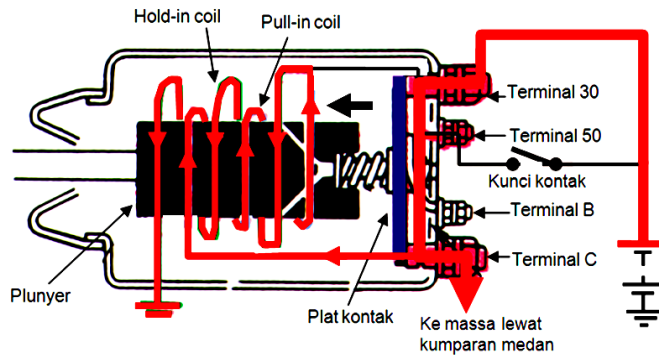 Hold-in coil
Pull-in coil
Terminal 30
Terminal 50
Kunci kontak
Terminal B
Terminal C
Plunyer
Plat kontak
Ke massa lewat
kumparan medan